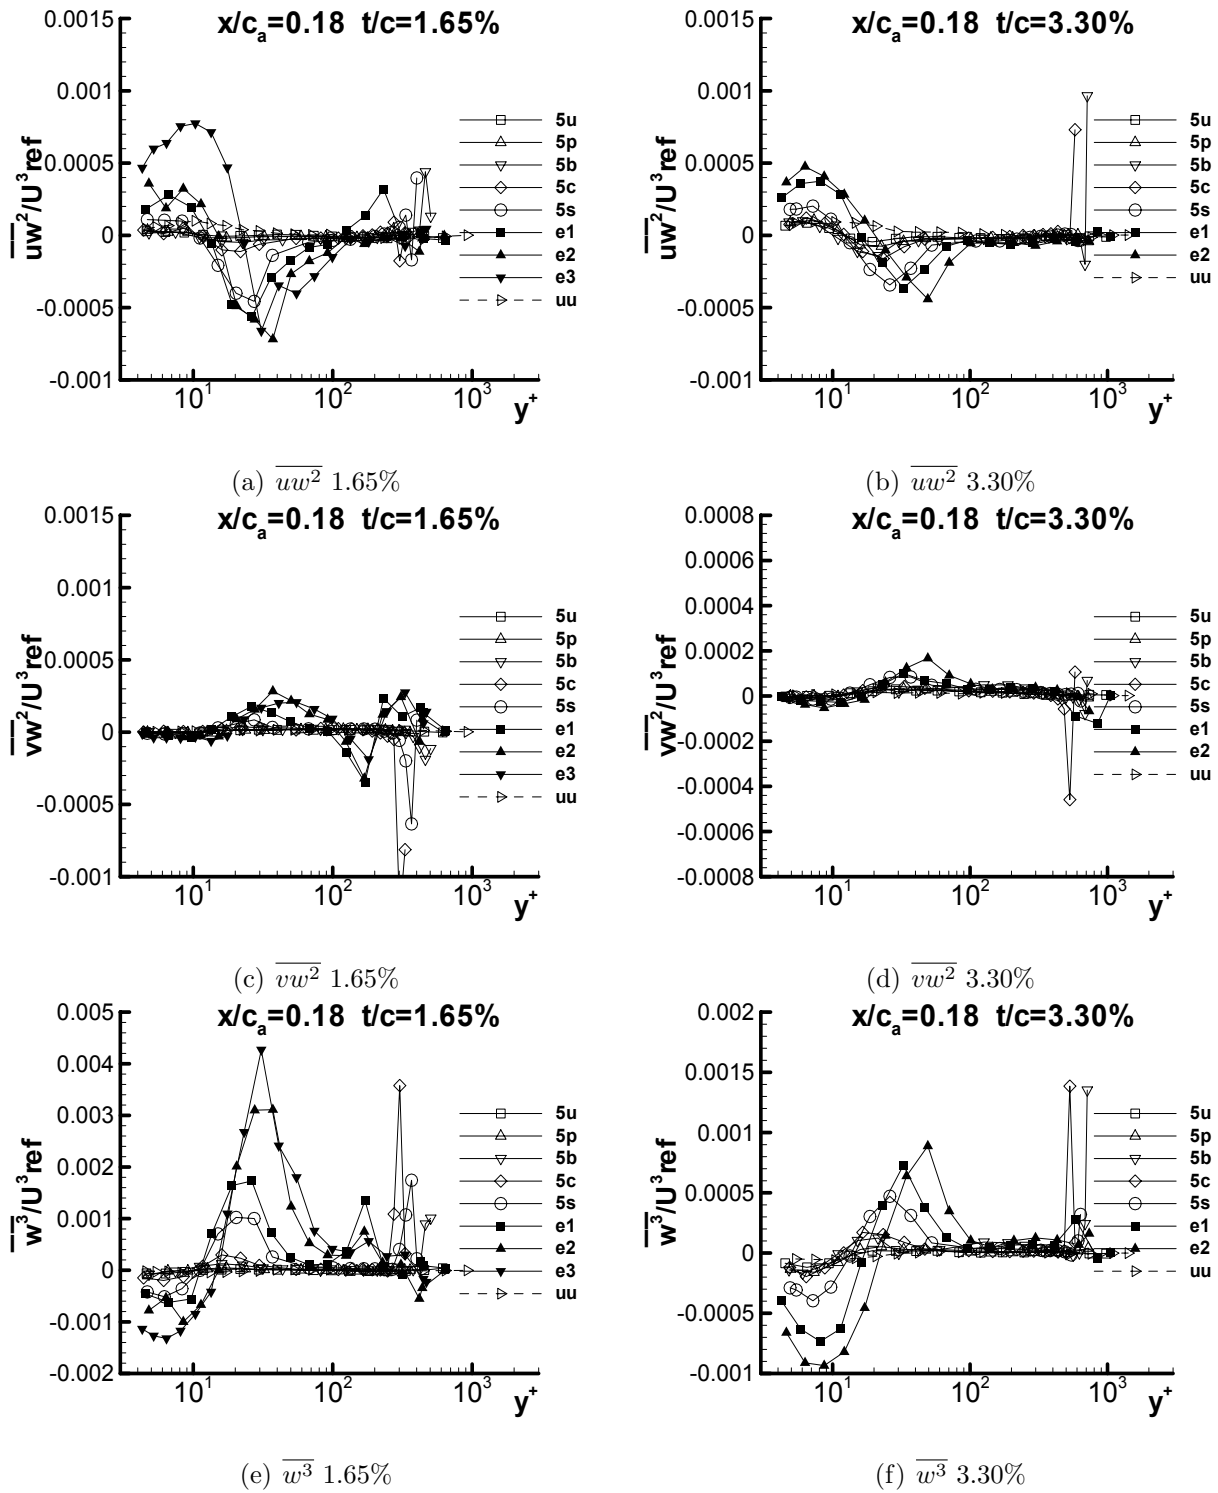 x/cₐ=0.18 t/c=1.65%
0.0015
0.001
0.0005
0
-0.0005
-0.001
uw²/U³ref
10¹ 10² 10³
y⁺
5u
5p
5b
5c
5s
e1
e2
e3
uu
(a) uw² 1.65%
x/cₐ=0.18 t/c=3.30%
0.0015
0.001
0.0005
0
-0.0005
-0.001
uw²/U³ref
10¹ 10² 10³
y⁺
5u
5p
5b
5c
5s
e1
e2
uu
(b) uw² 3.30%
x/cₐ=0.18 t/c=1.65%
0.0015
0.001
0.0005
0
-0.0005
-0.001
vw²/U³ref
10¹ 10² 10³
y⁺
5u
5p
5b
5c
5s
e1
e2
e3
uu
(c) vw² 1.65%
x/cₐ=0.18 t/c=3.30%
0.0008
0.0006
0.0004
0.0002
0
-0.0002
-0.0004
-0.0006
-0.0008
vw²/U³ref
10¹ 10² 10³
y⁺
5u
5p
5b
5c
5s
e1
e2
uu
(d) vw² 3.30%
x/cₐ=0.18 t/c=1.65%
0.005
0.004
0.003
0.002
0.001
0
-0.001
-0.002
w³/U³ref
10¹ 10² 10³
y⁺
5u
5p
5b
5c
5s
e1
e2
e3
uu
(e) w³ 1.65%
x/cₐ=0.18 t/c=3.30%
0.002
0.0015
0.001
0.0005
0
-0.0005
-0.001
w³/U³ref
10¹ 10² 10³
y⁺
5u
5p
5b
5c
5s
e1
e2
uu
(f) w³ 3.30%